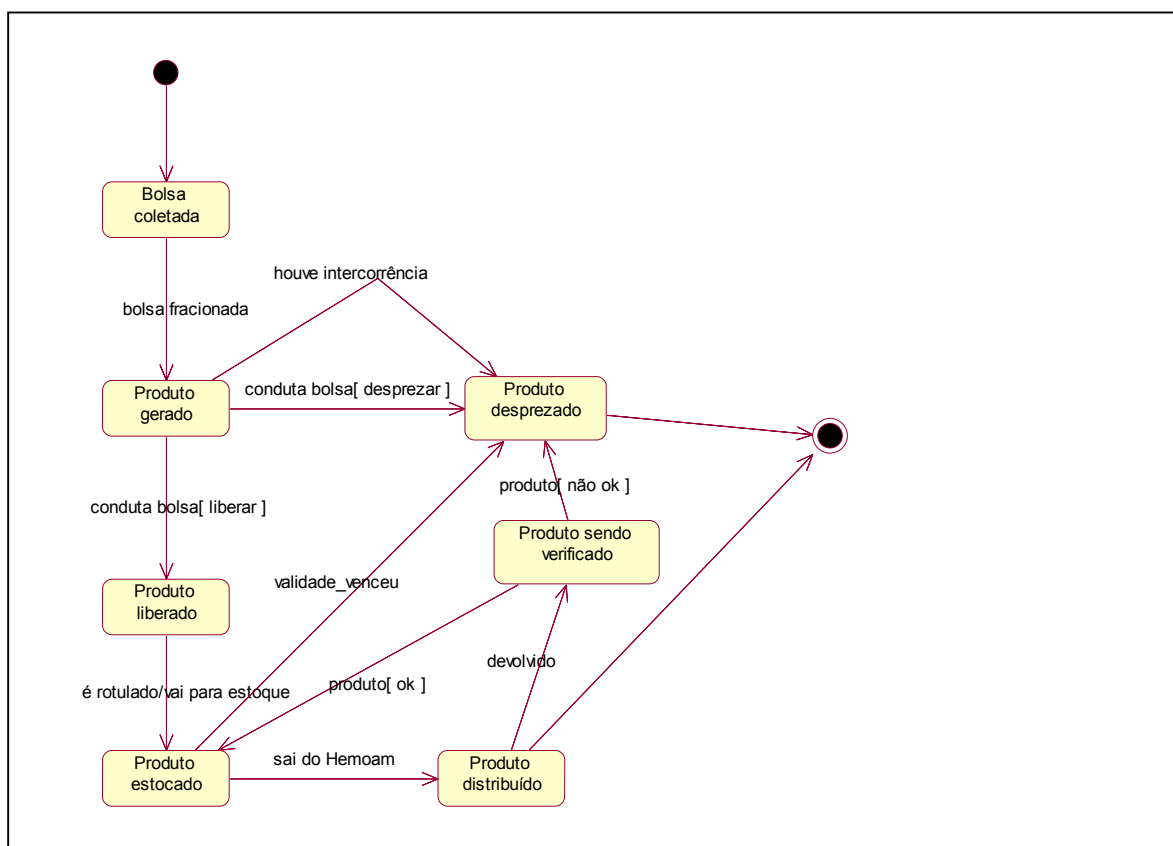 Bolsa
coletada
houve intercorrência
bolsa fracionada
Produto
gerado
conduta bolsa[ desprezar ]
Produto
desprezado
produto[ não ok ]
conduta bolsa[ liberar ]
Produto sendo
verificado
Produto
liberado
validade_venceu
devolvido
é rotulado/vai para estoque
produto[ ok ]
Produto
estocado
sai do Hemoam
Produto
distribuído